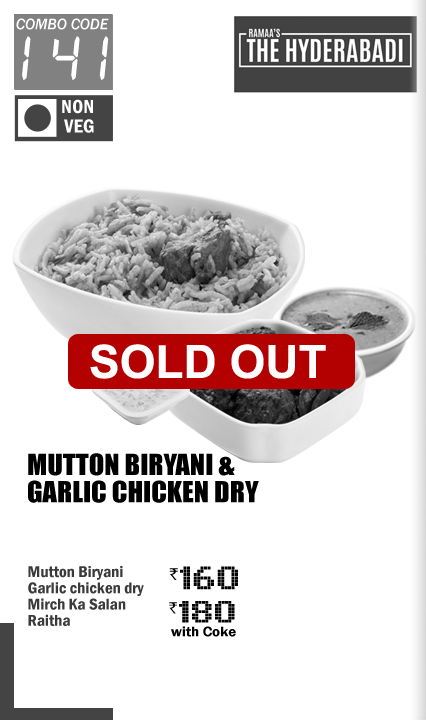 COMBO CODE
141
NON
VEG
RAMAA'S
THE HYDERABADI
SOLD OUT
MUTTON BIRYANI &
GARLIC CHICKEN DRY
Mutton Biryani
Garlic chicken dry
Mirch Ka Salan
Raitha
₹160
₹180
with Coke